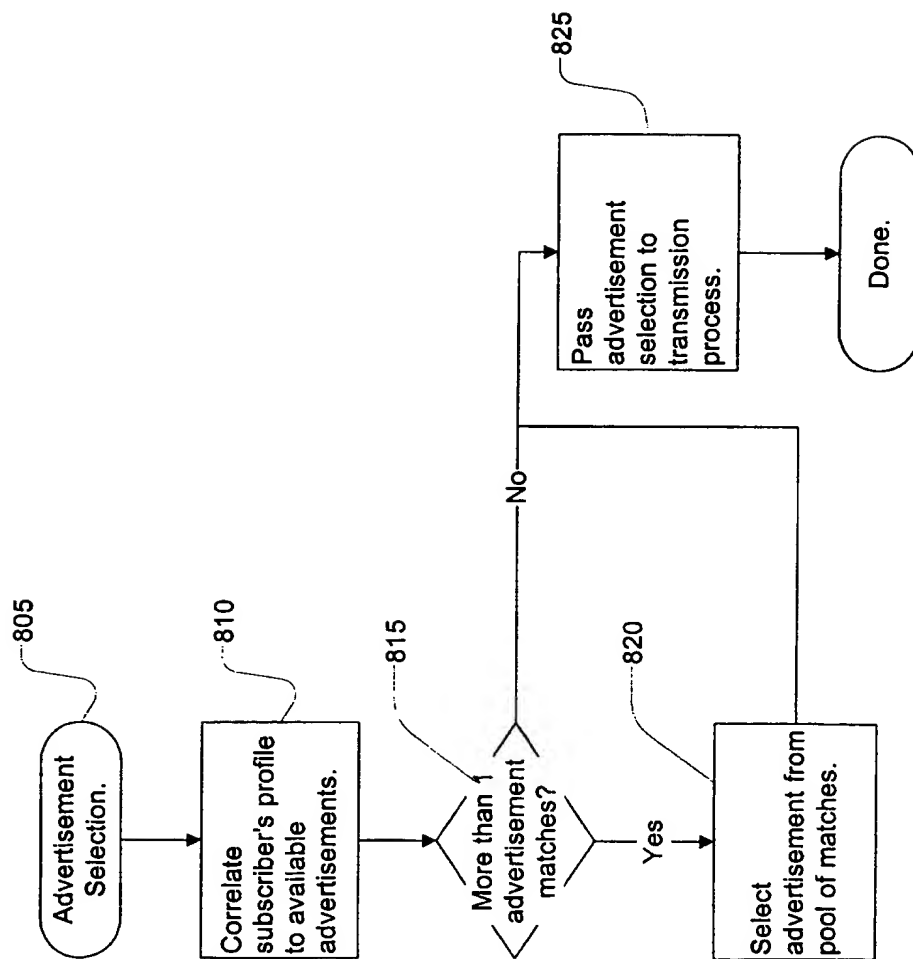 Advertisement
Selection.
805
Correlate
subscriber's profile
to available
advertisements.
810
More than 1
advertisement
matches?
815
No
Yes
Select
advertisement from
pool of matches.
820
Pass
advertisement
selection to
transmission
process.
825
Done.